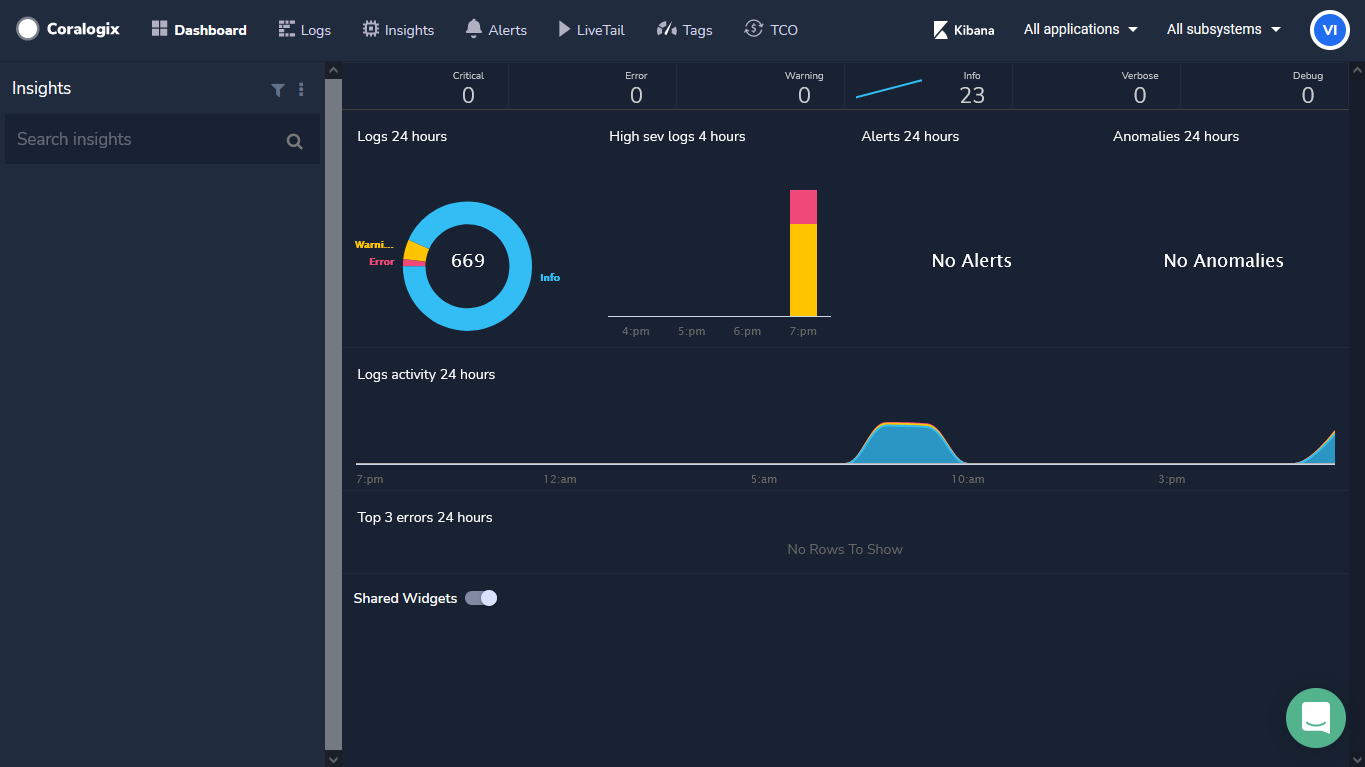 Coralogix Dashboard Logs Insights Alerts LiveTail Tags TCO Kibana All applications All subsystems VI
Insights
Search insights
Critical Error Warning Info Verbose Debug
0 0 0 23 0 0
Logs 24 hours High sev logs 4 hours Alerts 24 hours Anomalies 24 hours
Warni...
Error
669
Info
4:pm 5:pm 6:pm 7:pm
No Alerts
No Anomalies
Logs activity 24 hours
7:pm 12:am 5:am 10:am 3:pm
Top 3 errors 24 hours
No Rows To Show
Shared Widgets